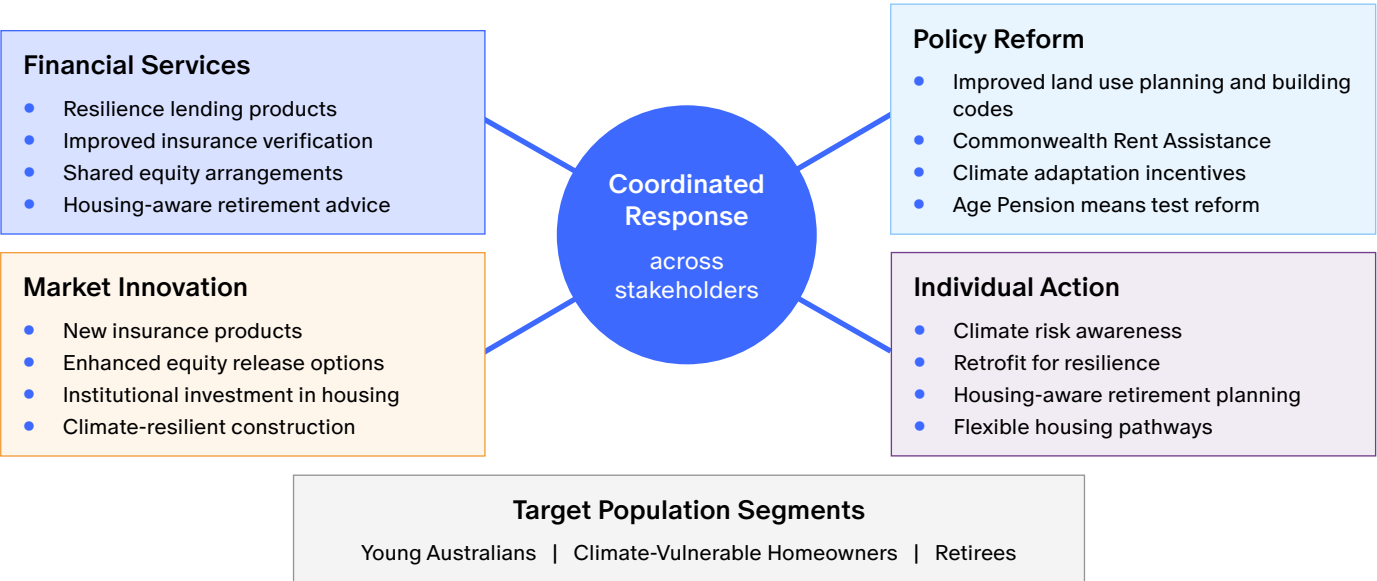 Financial Services
• Resilience lending products
• Improved insurance verification
• Shared equity arrangements
• Housing-aware retirement advice
Policy Reform
• Improved land use planning and building
codes
• Commonwealth Rent Assistance
• Climate adaptation incentives
• Age Pension means test reform
Coordinated
Response
across
stakeholders
Market Innovation
• New insurance products
• Enhanced equity release options
• Institutional investment in housing
• Climate-resilient construction
Individual Action
• Climate risk awareness
• Retrofit for resilience
• Housing-aware retirement planning
• Flexible housing pathways
Target Population Segments
Young Australians | Climate-Vulnerable Homeowners | Retirees